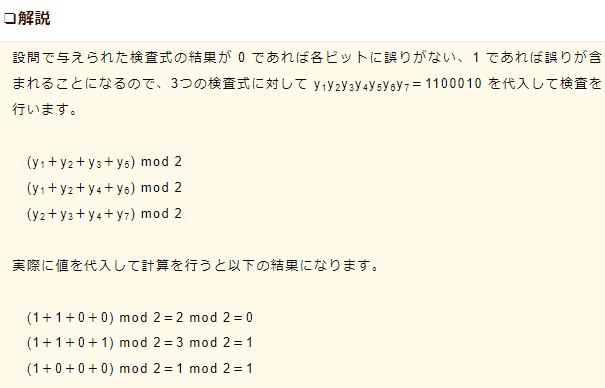 ❏解説
設問で与えられた検査式の結果が 0 であれば各ビットに誤りがない、1 であれば誤りが含
まれることになるので、3つの検査式に対して y₁y₂y₃y₄y₅y₆y₇=1100010 を代入して検査を
行います。
(y₁+y₂+y₃+y₅) mod 2
(y₁+y₂+y₄+y₆) mod 2
(y₂+y₃+y₄+y₇) mod 2
実際に値を代入して計算を行うと以下の結果になります。
(1+1+0+0) mod 2=2 mod 2=0
(1+1+0+1) mod 2=3 mod 2=1
(1+0+0+0) mod 2=1 mod 2=1